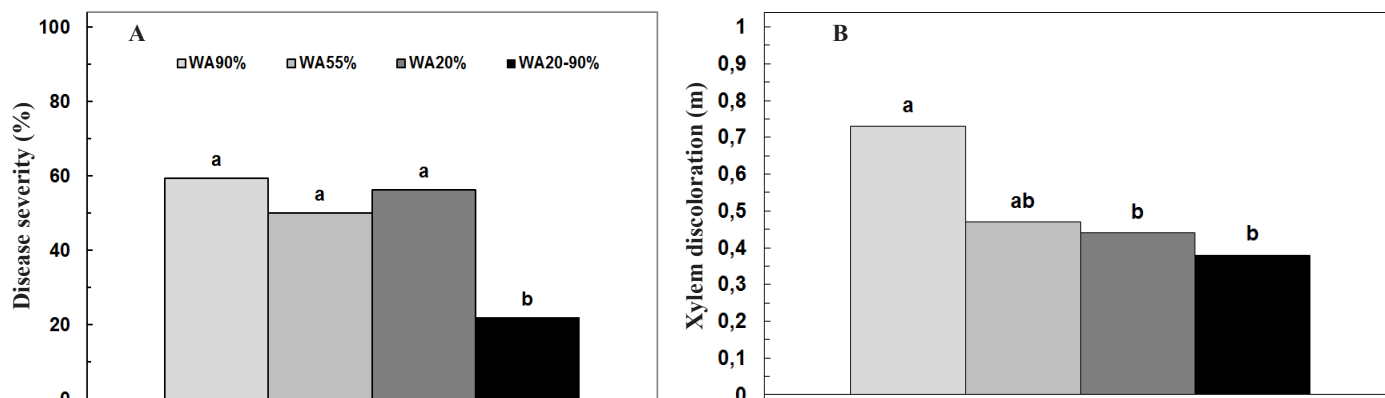 A
WA90% WA55% WA20% WA20-90%
Disease severity (%)
100
80
60
40
20
0
a
a
a
b
B
Xylem discoloration (m)
1
0,9
0,8
0,7
0,6
0,5
0,4
0,3
0,2
0,1
0
a
ab
b
b